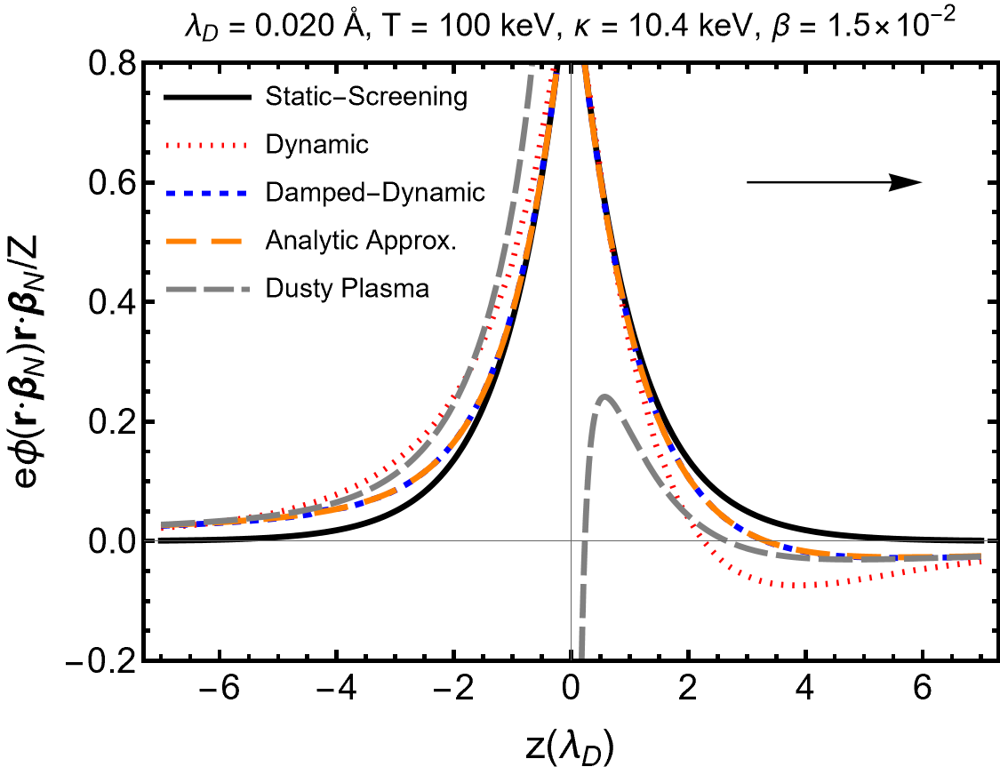 λ_D = 0.020 Å, T = 100 keV, κ = 10.4 keV, β = 1.5×10⁻²
eϕ(r·β_N)r·β_N/Z
0.8
0.6
0.4
0.2
0.0
−0.2
Static−Screening
Dynamic
Damped−Dynamic
Analytic Approx.
Dusty Plasma
−6 −4 −2 0 2 4 6
z(λ_D)